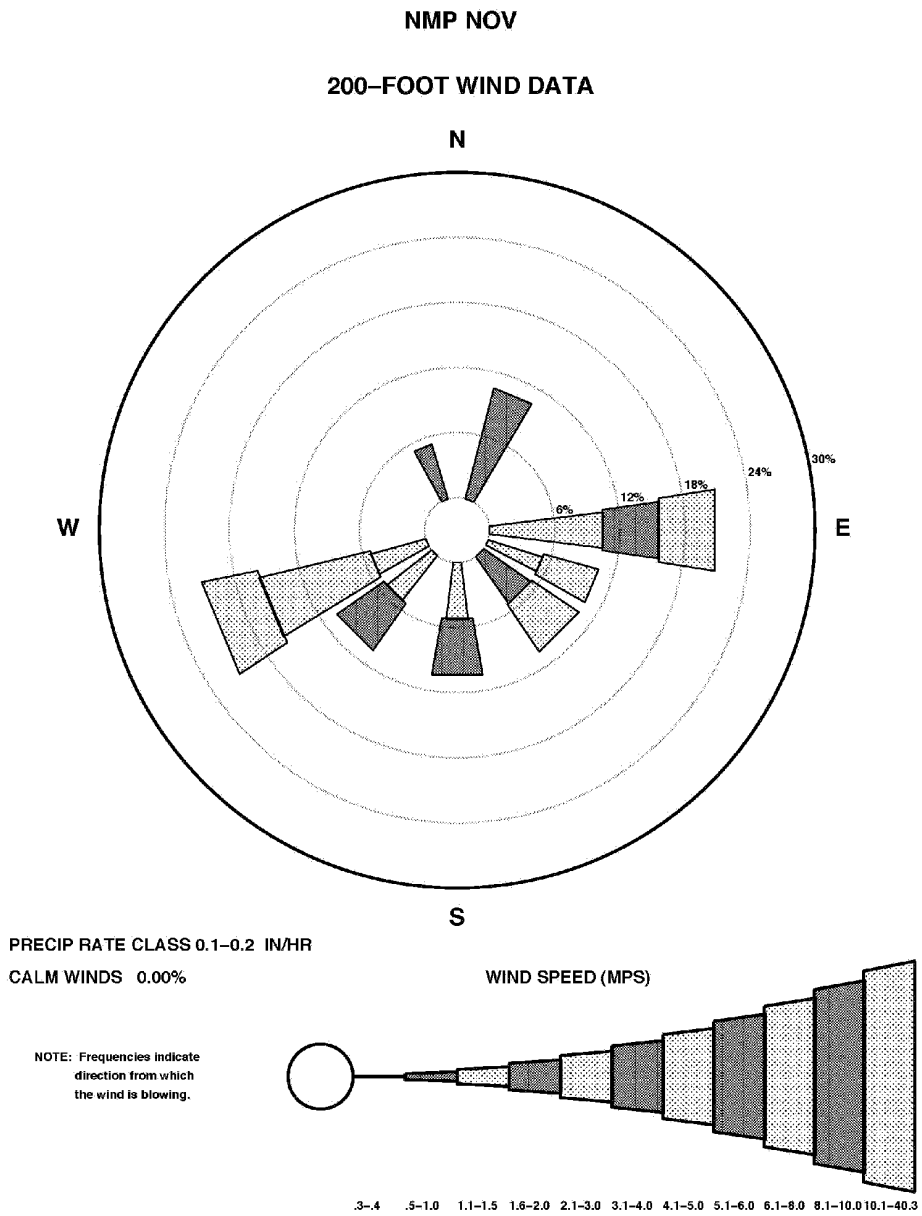 NMP NOV
200–FOOT WIND DATA
N
30%
24%
18%
12%
6%
W
E
S
PRECIP RATE CLASS 0.1–0.2 IN/HR
CALM WINDS 0.00%
WIND SPEED (MPS)
NOTE: Frequencies indicate
direction from which
the wind is blowing.
.3–.4 .5–1.0 1.1–1.5 1.6–2.0 2.1–3.0 3.1–4.0 4.1–5.0 5.1–6.0 6.1–8.0 8.1–10.0 10.1–40.3